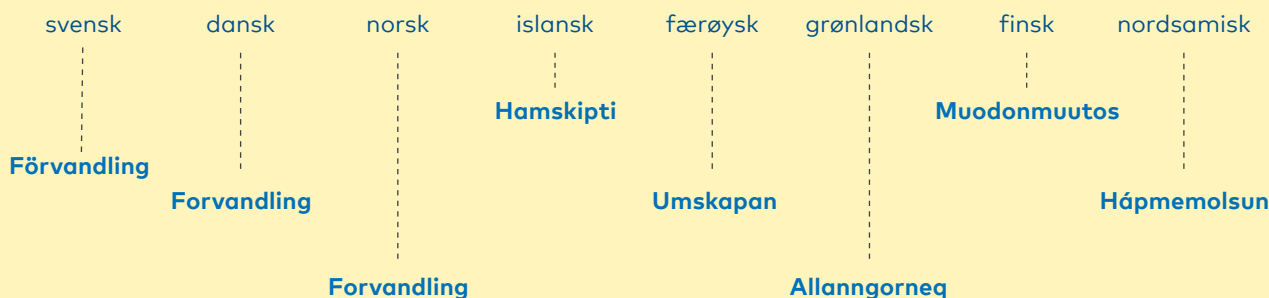 svensk dansk norsk islansk færøysk grønlandsk finsk nordsamisk
Hamskipti Muodonmuutos
Förvandling
Forvandling Umskapan Hápmemolsun
Forvandling Allanngorneq